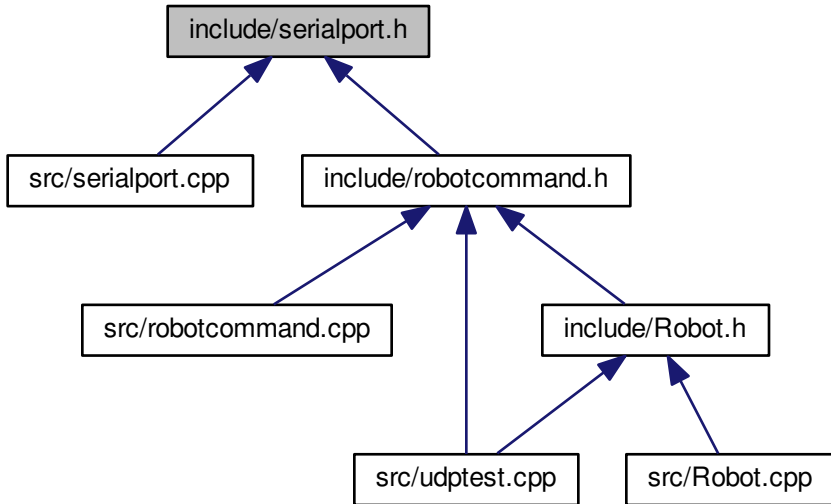 include/serialport.h
src/serialport.cpp
include/robotcommand.h
src/robotcommand.cpp
include/Robot.h
src/udptest.cpp
src/Robot.cpp